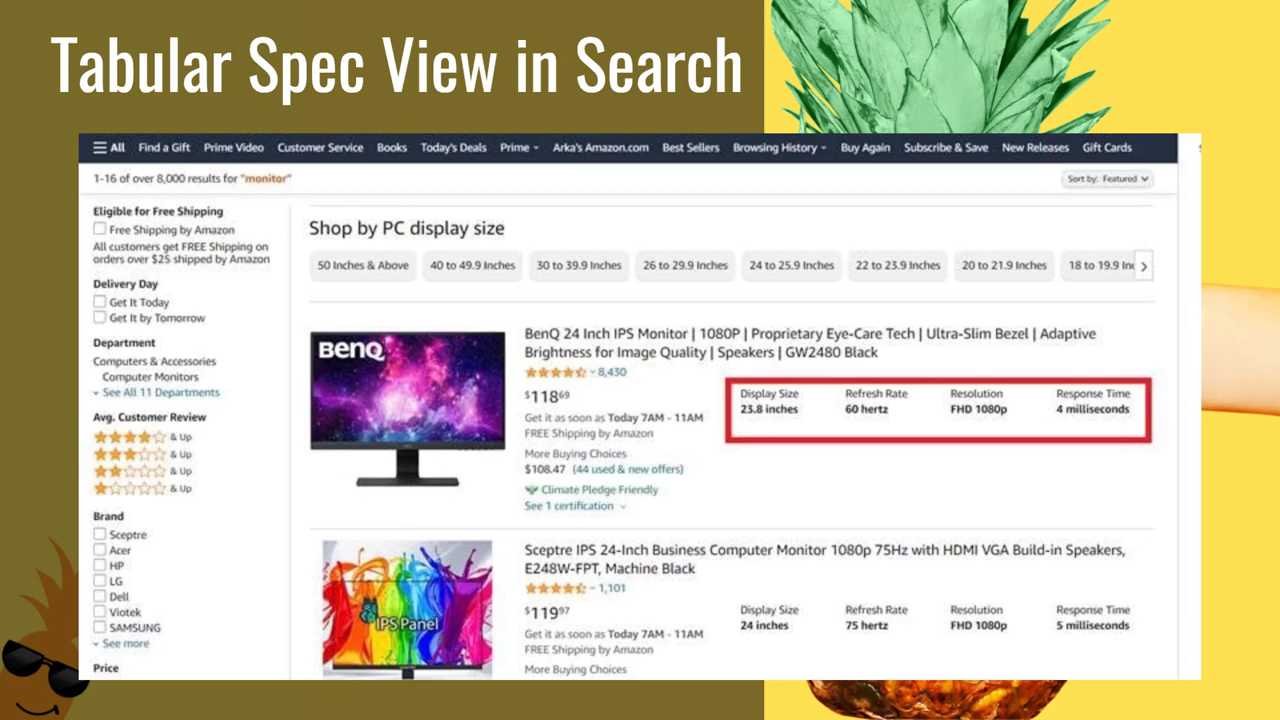 Tabular Spec View in Search
All Find a Gift Prime Video Customer Service Books Today's Deals Prime Arka's Amazon.com Best Sellers Browsing History Buy Again Subscribe & Save New Releases Gift Cards
1-16 of over 8,000 results for "monitor"
Sort by: Featured
Eligible for Free Shipping
Free Shipping by Amazon
All customers get FREE Shipping on
orders over $25 shipped by Amazon
Delivery Day
Get It Today
Get It by Tomorrow
Department
Computers & Accessories
Computer Monitors
See All 11 Departments
Avg. Customer Review
& Up
& Up
& Up
& Up
Brand
Sceptre
Acer
HP
LG
Dell
Viotek
SAMSUNG
See more
Price
Shop by PC display size
50 Inches & Above 40 to 49.9 Inches 30 to 39.9 Inches 26 to 29.9 Inches 24 to 25.9 Inches 22 to 23.9 Inches 20 to 21.9 Inches 18 to 19.9 Inc
BenQ
BenQ 24 Inch IPS Monitor | 1080P | Proprietary Eye-Care Tech | Ultra-Slim Bezel | Adaptive
Brightness for Image Quality | Speakers | GW2480 Black
8,430
$11869
Get it as soon as Today 7AM - 11AM
FREE Shipping by Amazon
More Buying Choices
$108.47 (44 used & new offers)
Climate Pledge Friendly
See 1 certification
Display Size Refresh Rate Resolution Response Time
23.8 inches 60 hertz FHD 1080p 4 milliseconds
IPS Panel
Sceptre IPS 24-Inch Business Computer Monitor 1080p 75Hz with HDMI VGA Build-in Speakers,
E248W-FPT, Machine Black
1,101
$11997
Get it as soon as Today 7AM - 11AM
FREE Shipping by Amazon
More Buying Choices
Display Size Refresh Rate Resolution Response Time
24 inches 75 hertz FHD 1080p 5 milliseconds